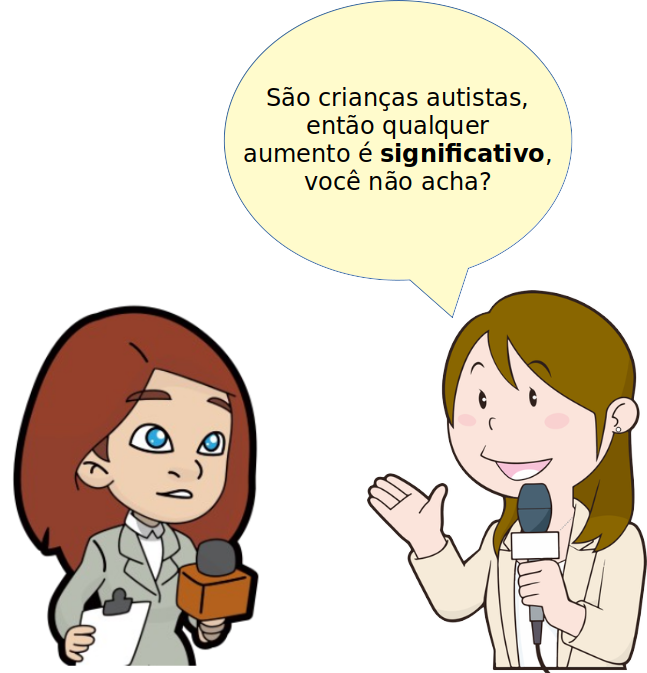 São crianças autistas,
então qualquer
aumento é significativo,
você não acha?